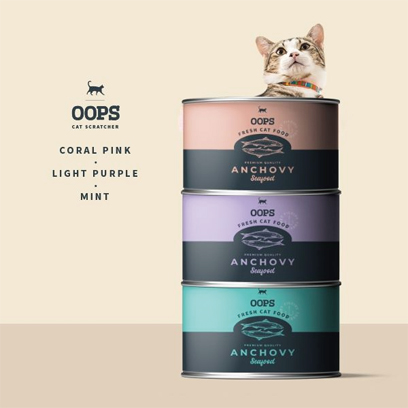 OOPS
CAT SCRATCHER
CORAL PINK
•
LIGHT PURPLE
•
MINT
OOPS
FRESH CAT FOOD
PREMIUM QUALITY
ANCHOVY
Seafood
OOPS
FRESH CAT FOOD
PREMIUM QUALITY
ANCHOVY
Seafood
OOPS
FRESH CAT FOOD
PREMIUM QUALITY
ANCHOVY
Seafood